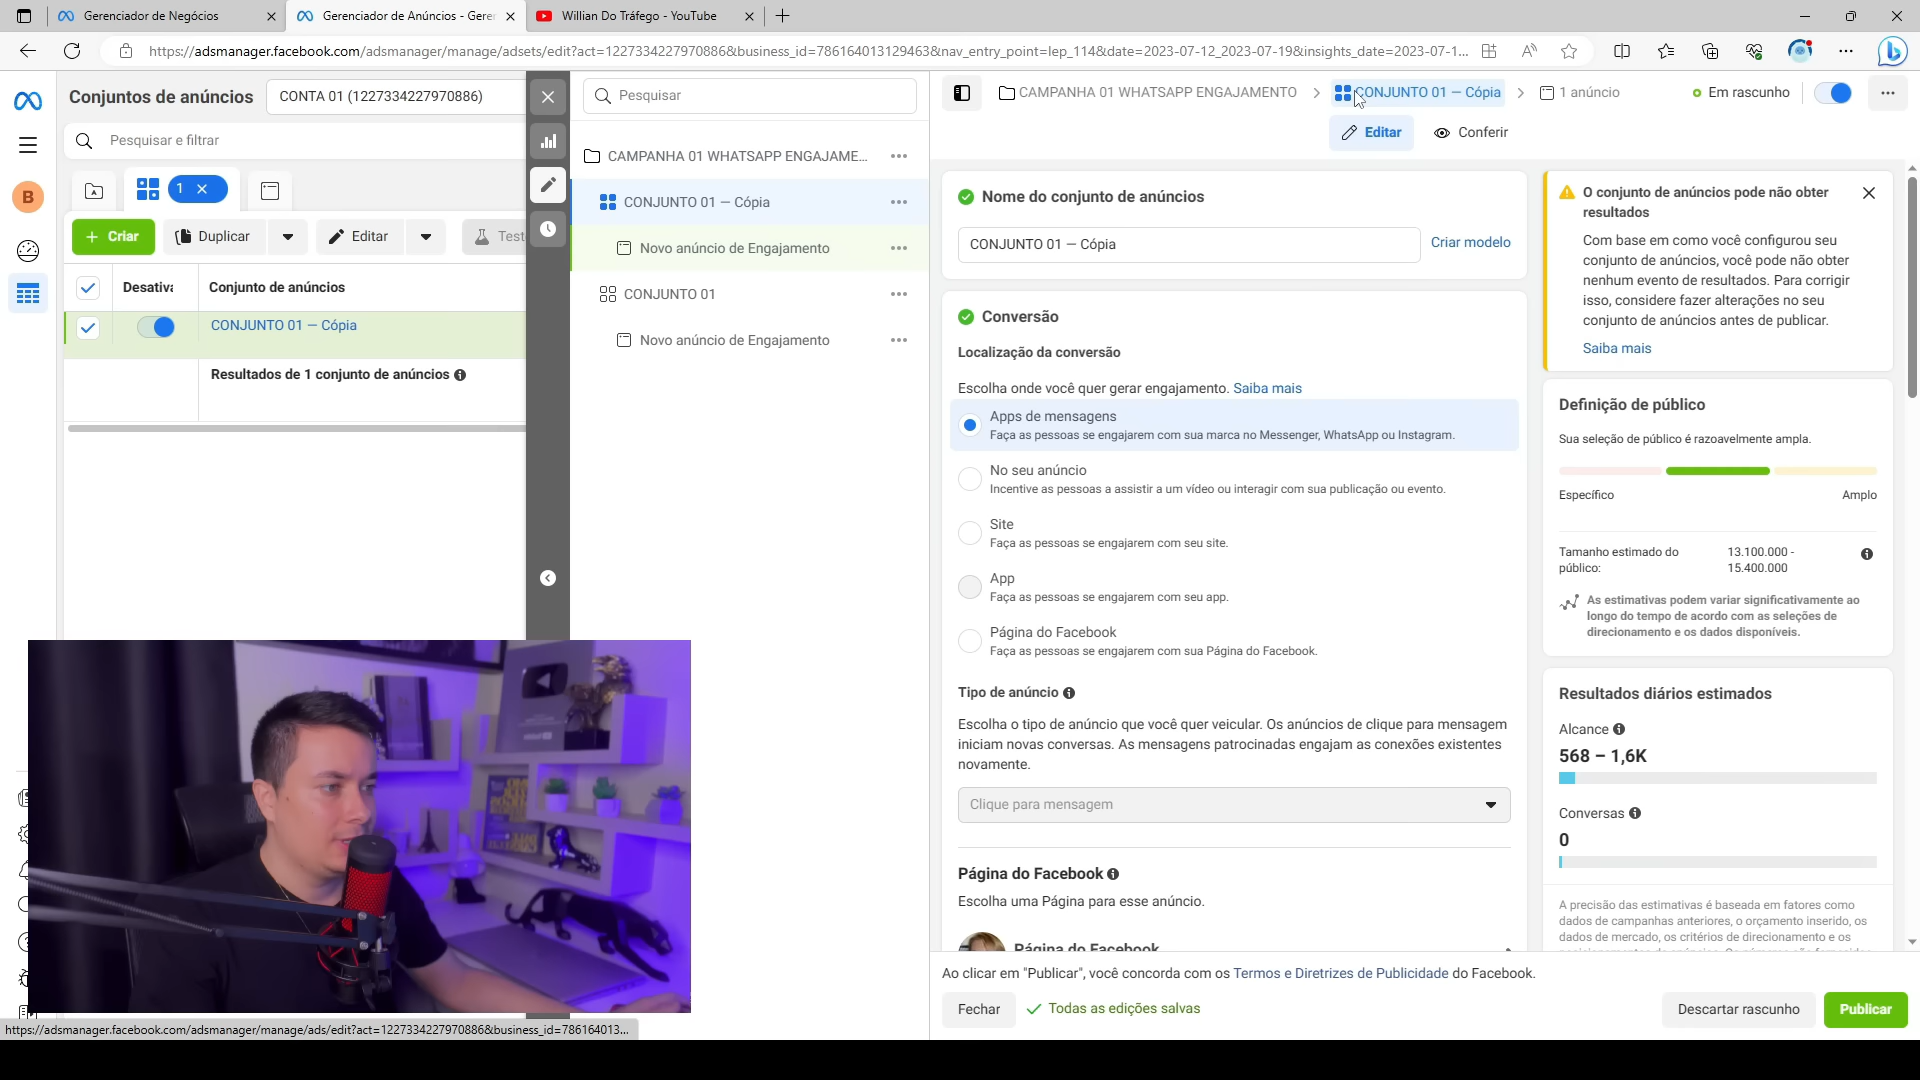 Gerenciador de Negócios
Gerenciador de Anúncios - Geren
Willian Do Tráfego - YouTube
https://adsmanager.facebook.com/adsmanager/manage/adsets/edit?act=1227334227970886&business_id=786164013129463&nav_entry_point=lep_114&date=2023-07-12_2023-07-19&insights_date=2023-07-1...
Conjuntos de anúncios
CONTA 01 (1227334227970886)
Pesquisar e filtrar
B
1
Criar
Duplicar
Editar
Teste
Desativa
Conjunto de anúncios
CONJUNTO 01 — Cópia
Resultados de 1 conjunto de anúncios
Pesquisar
CAMPANHA 01 WHATSAPP ENGAJAME...
CONJUNTO 01 — Cópia
Novo anúncio de Engajamento
CONJUNTO 01
Novo anúncio de Engajamento
CAMPANHA 01 WHATSAPP ENGAJAMENTO
CONJUNTO 01 — Cópia
1 anúncio
Em rascunho
Editar
Conferir
Nome do conjunto de anúncios
CONJUNTO 01 — Cópia
Criar modelo
Conversão
Localização da conversão
Escolha onde você quer gerar engajamento. Saiba mais
Apps de mensagens
Faça as pessoas se engajarem com sua marca no Messenger, WhatsApp ou Instagram.
No seu anúncio
Incentive as pessoas a assistir a um vídeo ou interagir com sua publicação ou evento.
Site
Faça as pessoas se engajarem com seu site.
App
Faça as pessoas se engajarem com seu app.
Página do Facebook
Faça as pessoas se engajarem com sua Página do Facebook.
Tipo de anúncio
Escolha o tipo de anúncio que você quer veicular. Os anúncios de clique para mensagem
iniciam novas conversas. As mensagens patrocinadas engajam as conexões existentes
novamente.
Clique para mensagem
Página do Facebook
Escolha uma Página para esse anúncio.
Página do Facebook
O conjunto de anúncios pode não obter
resultados
Com base em como você configurou seu
conjunto de anúncios, você pode não obter
nenhum evento de resultados. Para corrigir
isso, considere fazer alterações no seu
conjunto de anúncios antes de publicar.
Saiba mais
Definição de público
Sua seleção de público é razoavelmente ampla.
Específico
Amplo
Tamanho estimado do
público:
13.100.000 -
15.400.000
As estimativas podem variar significativamente ao
longo do tempo de acordo com as seleções de
direcionamento e os dados disponíveis.
Resultados diários estimados
Alcance
568 – 1,6K
Conversas
0
A precisão das estimativas é baseada em fatores como
dados de campanhas anteriores, o orçamento inserido, os
dados de mercado, os critérios de direcionamento e os
Ao clicar em "Publicar", você concorda com os Termos e Diretrizes de Publicidade do Facebook.
Fechar
Todas as edições salvas
Descartar rascunho
Publicar
https://adsmanager.facebook.com/adsmanager/manage/ads/edit?act=1227334227970886&business_id=786164013...